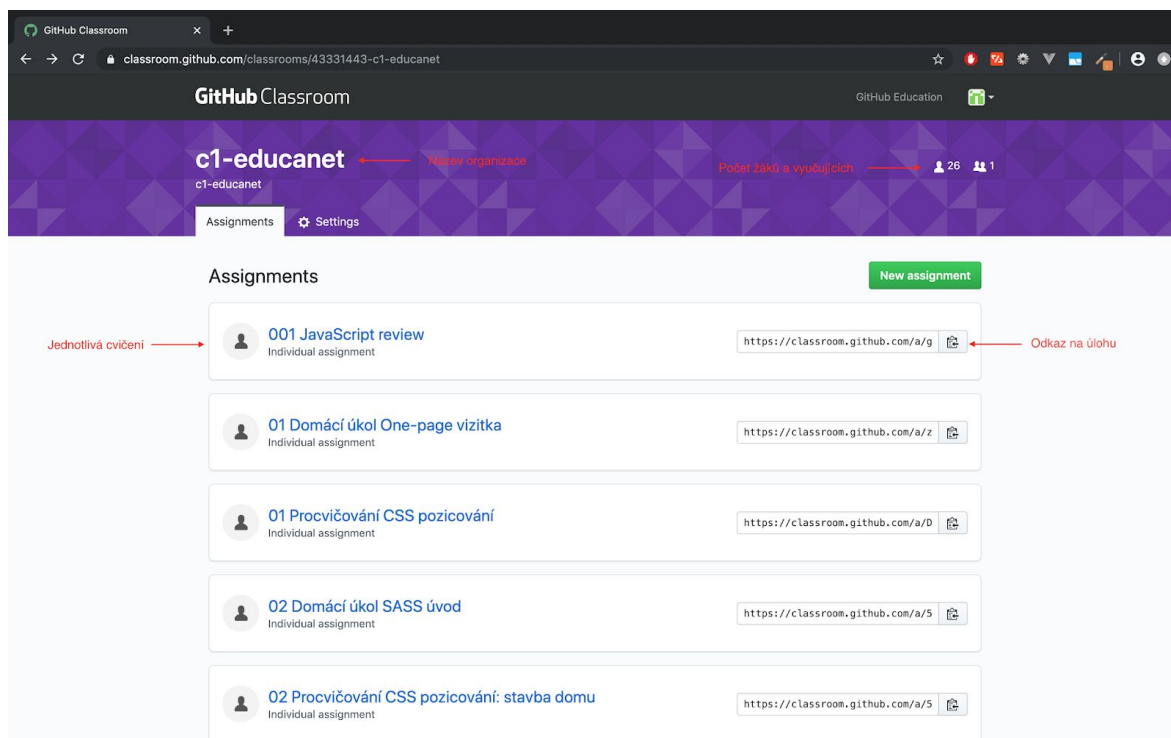 GitHub Classroom
classroom.github.com/classrooms/43331443-c1-educanet
GitHub Classroom
GitHub Education
c1-educanet
Název organizace
Počet žáků a vyučujících
26
1
c1-educanet
Assignments
Settings
Assignments
New assignment
Jednotlivá cvičení
001 JavaScript review
Individual assignment
https://classroom.github.com/a/g
Odkaz na úlohu
01 Domácí úkol One-page vizitka
Individual assignment
https://classroom.github.com/a/z
01 Procvičování CSS pozicování
Individual assignment
https://classroom.github.com/a/D
02 Domácí úkol SASS úvod
Individual assignment
https://classroom.github.com/a/5
02 Procvičování CSS pozicování: stavba domu
Individual assignment
https://classroom.github.com/a/5